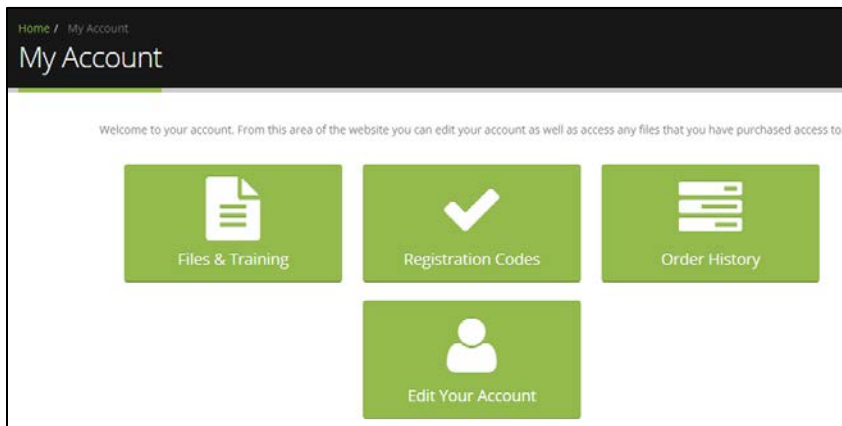 Home / My Account
My Account
Welcome to your account. From this area of the website you can edit your account as well as access any files that you have purchased access to
Files & Training
Registration Codes
Order History
Edit Your Account